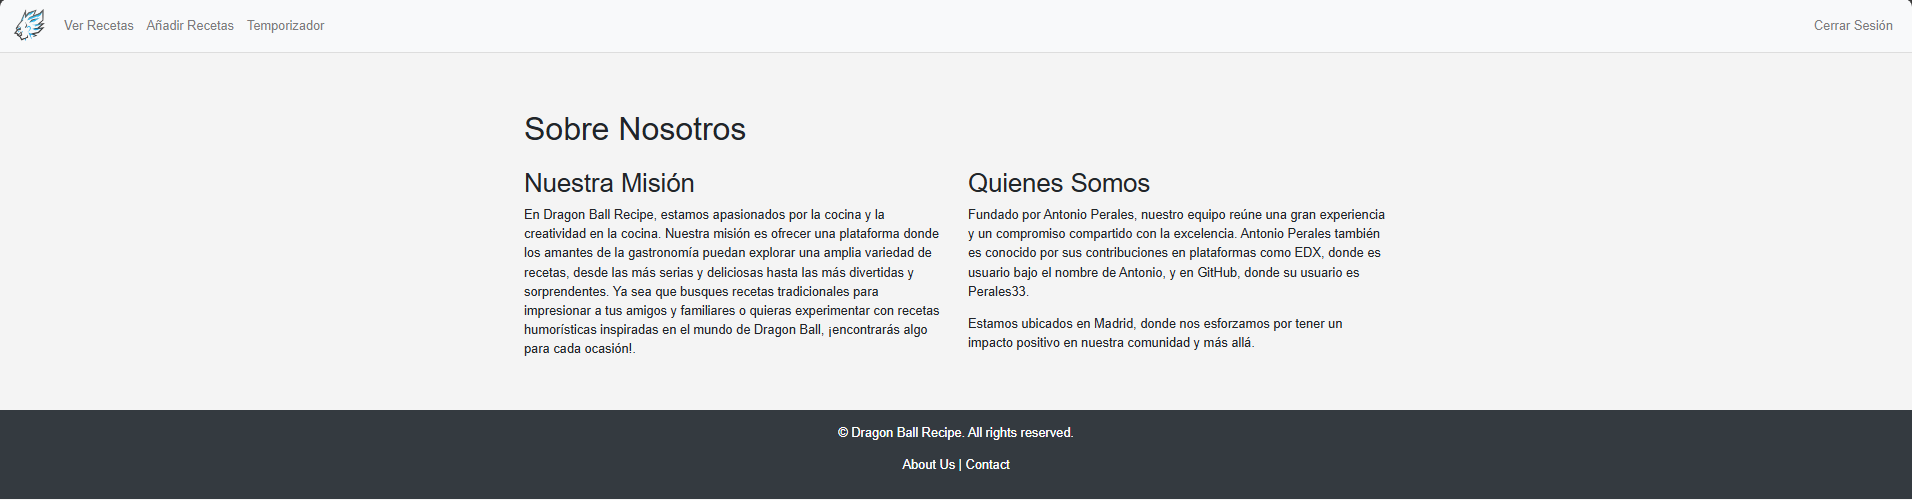 Ver Recetas Añadir Recetas Temporizador Cerrar Sesión
Sobre Nosotros
Nuestra Misión
En Dragon Ball Recipe, estamos apasionados por la cocina y la
creatividad en la cocina. Nuestra misión es ofrecer una plataforma donde
los amantes de la gastronomía puedan explorar una amplia variedad de
recetas, desde las más serias y deliciosas hasta las más divertidas y
sorprendentes. Ya sea que busques recetas tradicionales para
impresionar a tus amigos y familiares o quieras experimentar con recetas
humorísticas inspiradas en el mundo de Dragon Ball, ¡encontrarás algo
para cada ocasión!.
Quienes Somos
Fundado por Antonio Perales, nuestro equipo reúne una gran experiencia
y un compromiso compartido con la excelencia. Antonio Perales también
es conocido por sus contribuciones en plataformas como EDX, donde es
usuario bajo el nombre de Antonio, y en GitHub, donde su usuario es
Perales33.
Estamos ubicados en Madrid, donde nos esforzamos por tener un
impacto positivo en nuestra comunidad y más allá.
© Dragon Ball Recipe. All rights reserved.
About Us | Contact